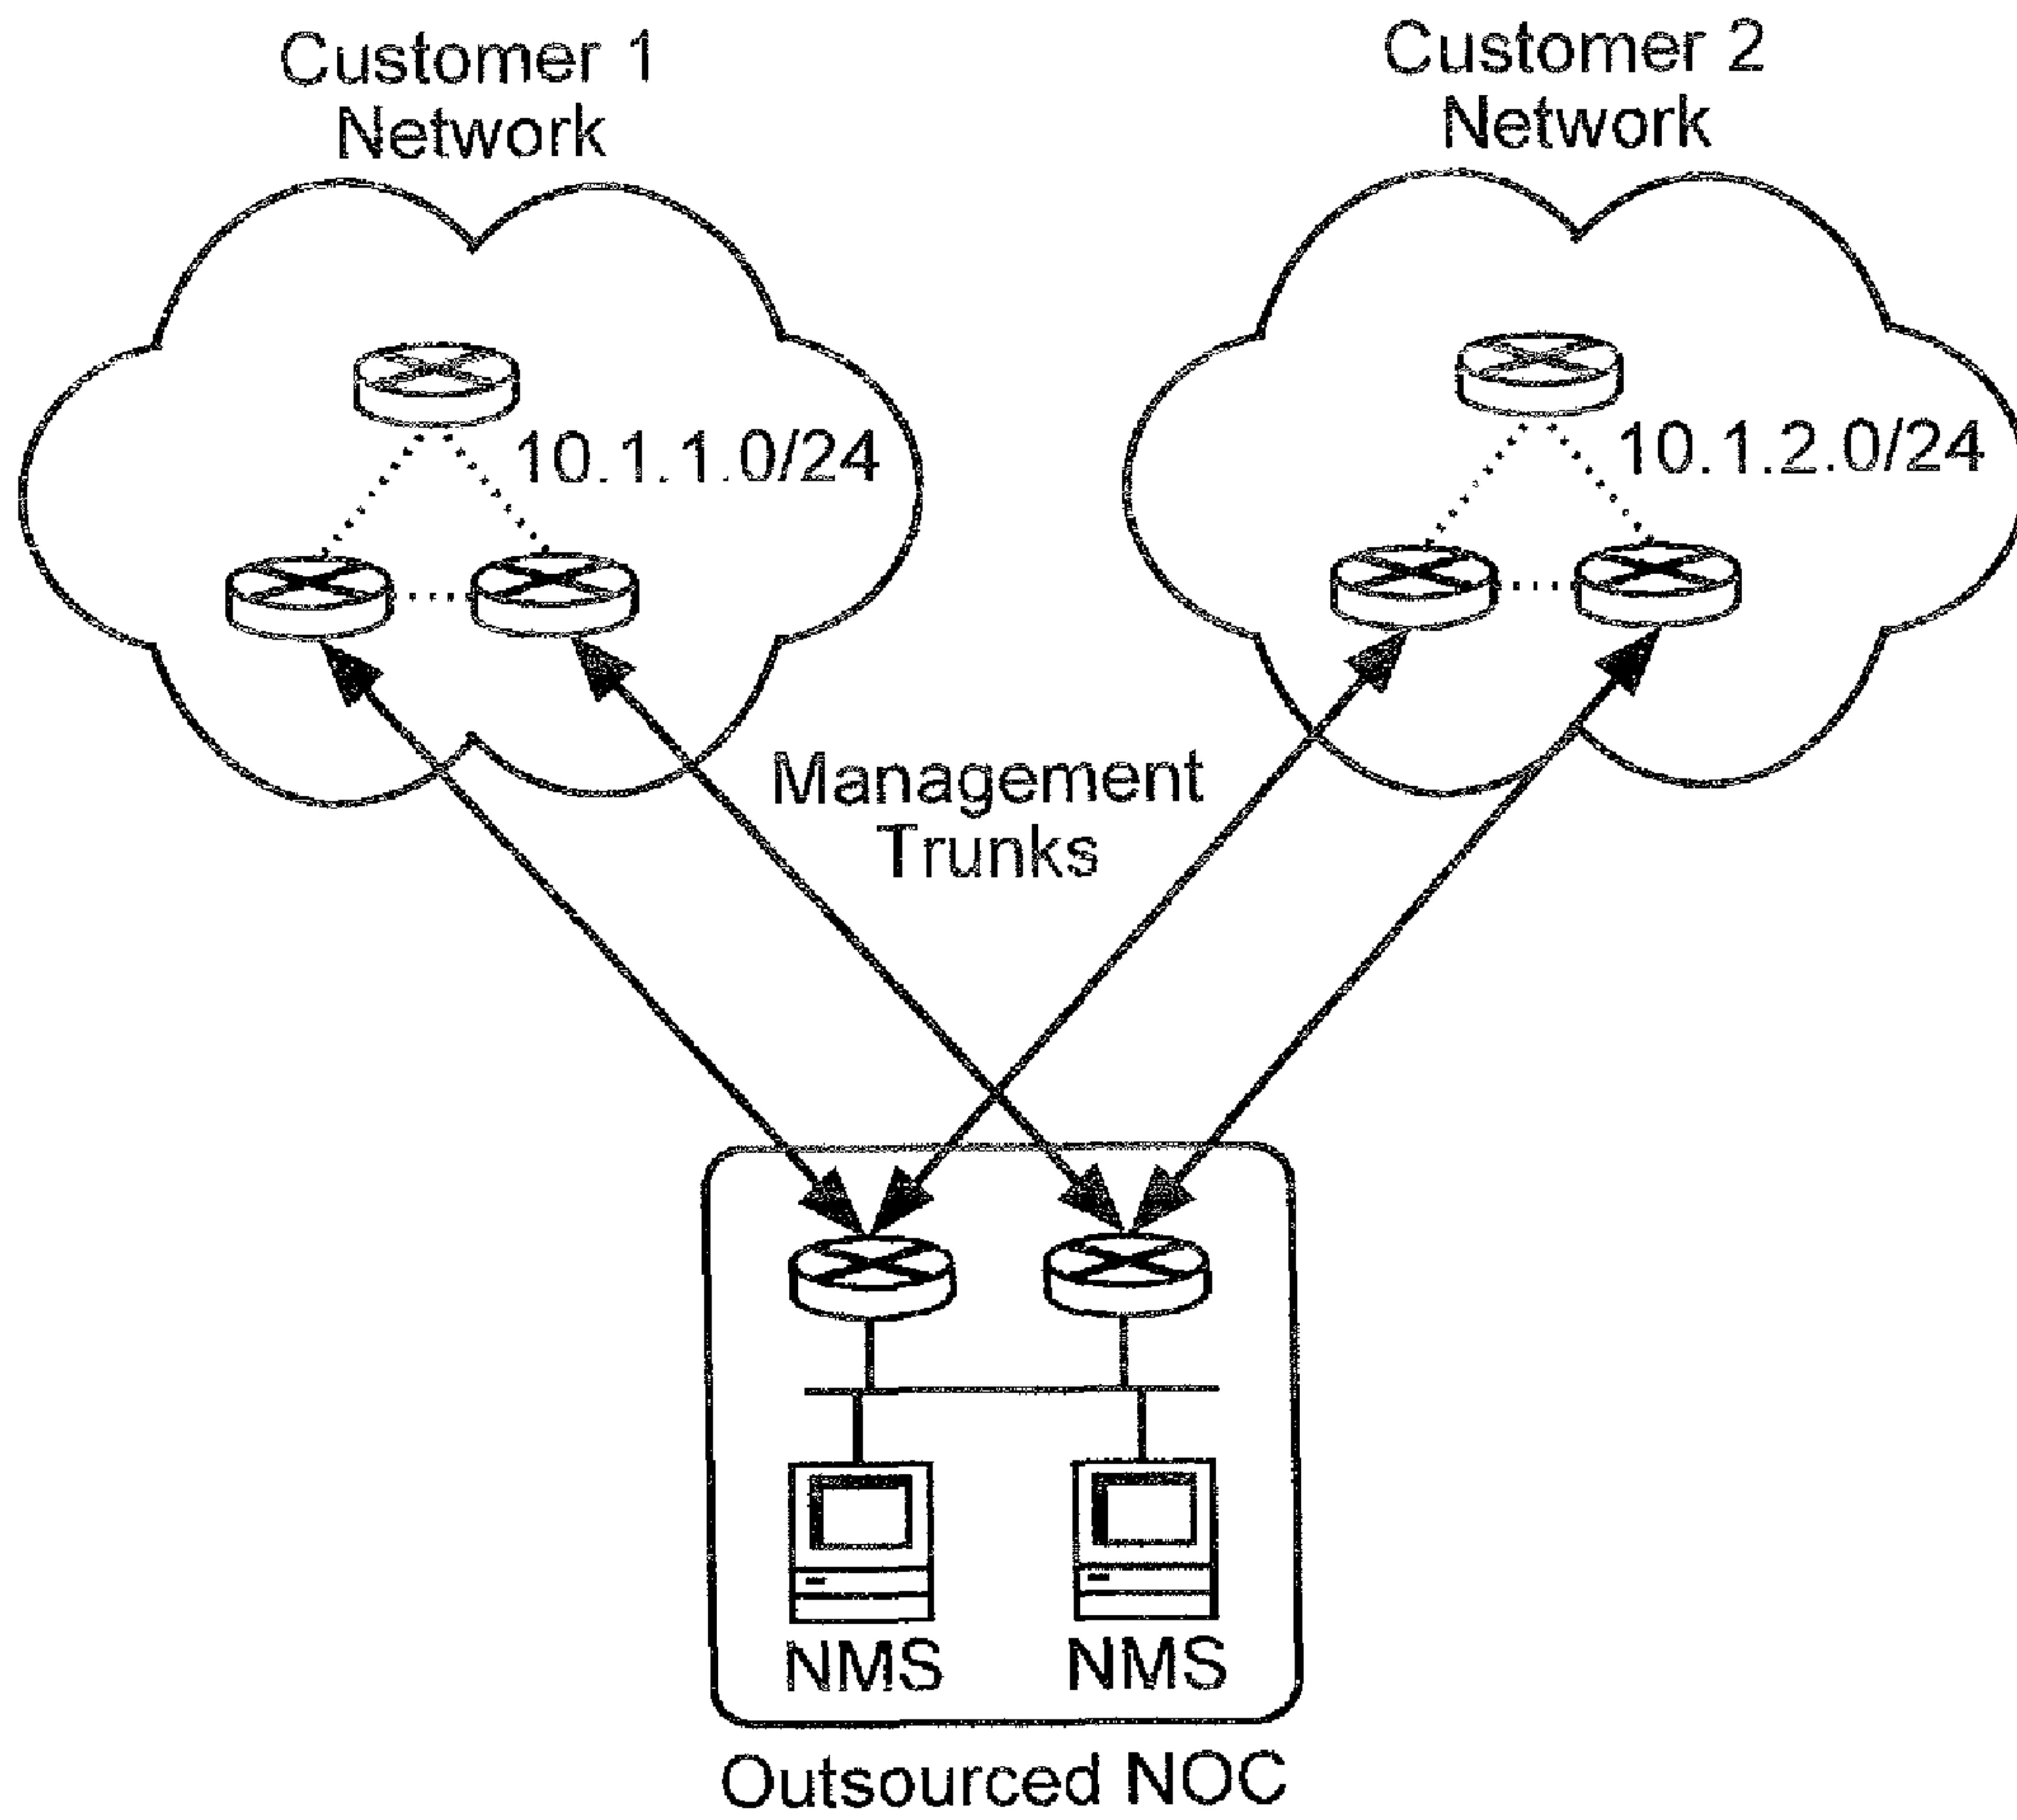 Customer 1
Network
Customer 2
Network
10.1.1.0/24
10.1.2.0/24
Management
Trunks
NMS
NMS
Outsourced NOC